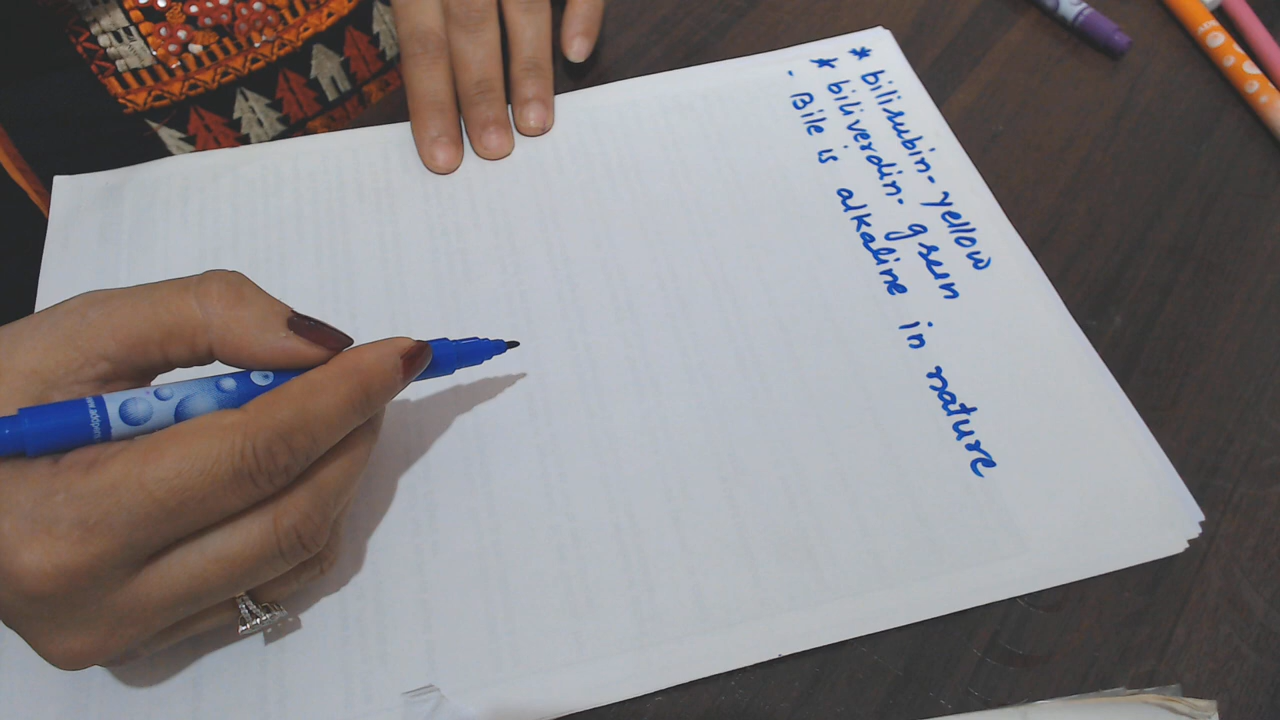 * bilirubin - yellow
* biliverdin - green
- Bile is alkaline in nature